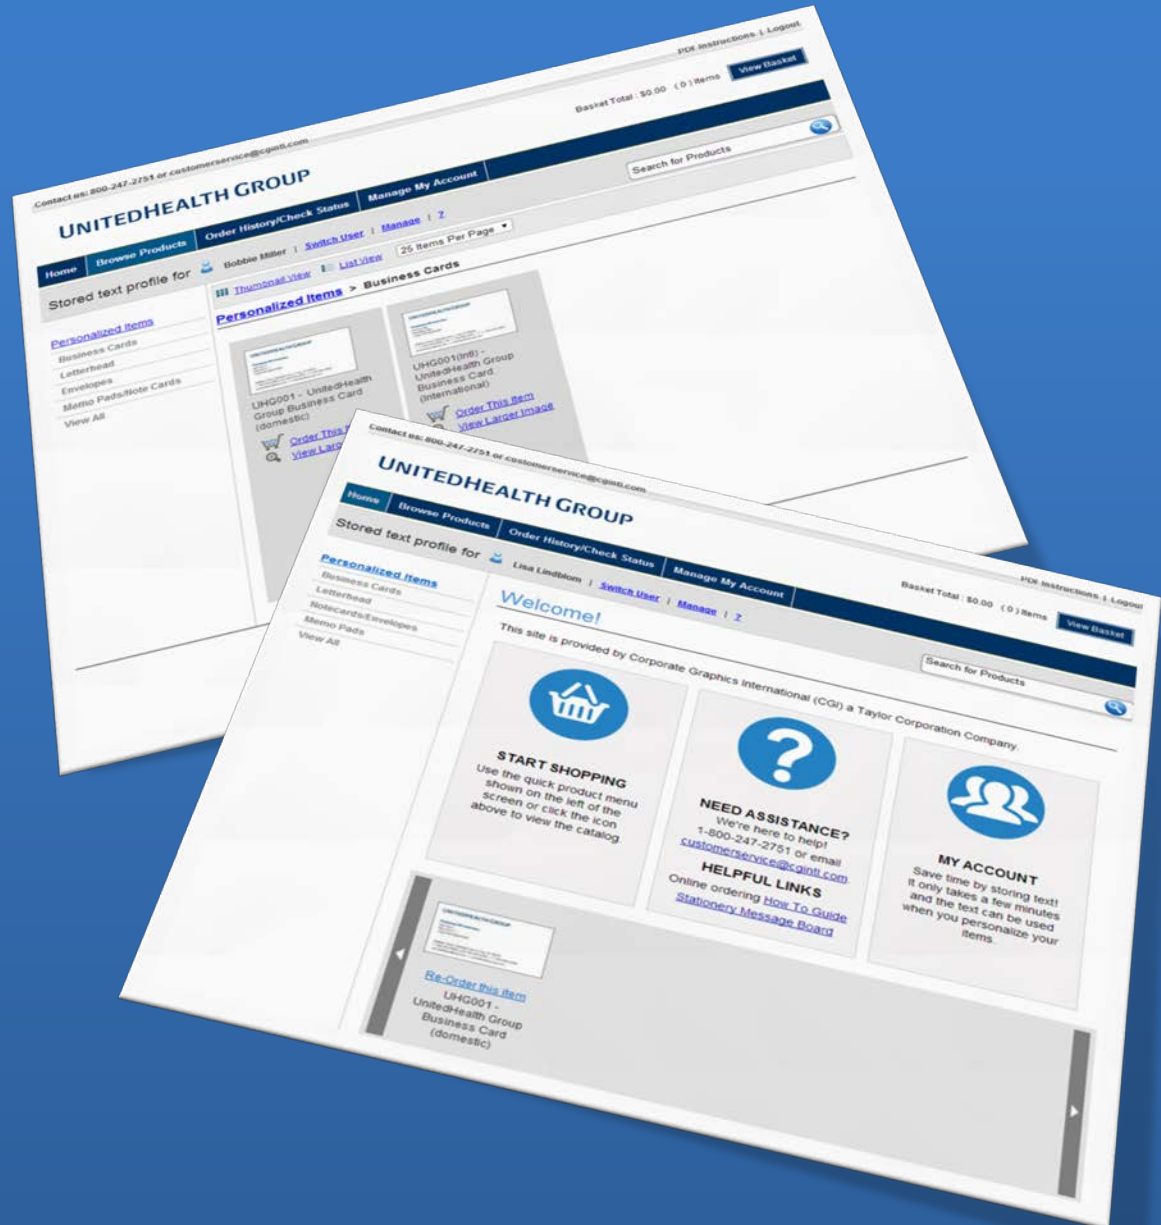 PDF Instructions | Logout
Contact us: 800-247-2751 or customerservice@cginti.com
Basket Total : $0.00 ( 0 ) Items View Basket
UNITEDHEALTH GROUP
Home Browse Products Order History/Check Status Manage My Account
Search for Products
Stored text profile for Bobbie Miller | Switch User | Manage | ?
Thumbnail View List View 25 Items Per Page
Personalized Items
Business Cards
Letterhead
Envelopes
Memo Pads/Note Cards
View All
Personalized Items > Business Cards
UNITEDHEALTH GROUP
UHG001 - UnitedHealth
Group Business Card
(domestic)
Order This
View Larg
UNITEDHEALTH GROUP
UHG001(Intl) -
UnitedHealth Group
Business Card
(International)
Order This Item
View Larger Image
Contact us: 800-247-2751 or customerservice@cginti.com
PDF Instructions | Logout
UNITEDHEALTH GROUP
Basket Total : $0.00 ( 0 ) Items View Basket
Home Browse Products Order History/Check Status Manage My Account
Stored text profile for Lisa Lindblom | Switch User | Manage | ?
Search for Products
Personalized Items
Business Cards
Letterhead
Notecards/Envelopes
Memo Pads
View All
Welcome!
This site is provided by Corporate Graphics International (CGI) a Taylor Corporation Company.
START SHOPPING
Use the quick product menu
shown on the left of the
screen or click the icon
above to view the catalog
NEED ASSISTANCE?
We're here to help!
1-800-247-2751 or email
customerservice@cginti.com
HELPFUL LINKS
Online ordering How To Guide
Stationery Message Board
MY ACCOUNT
Save time by storing text!
It only takes a few minutes
and the text can be used
when you personalize your
items.
UNITEDHEALTH GROUP
Re-Order this item
UHG001 -
UnitedHealth Group
Business Card
(domestic)